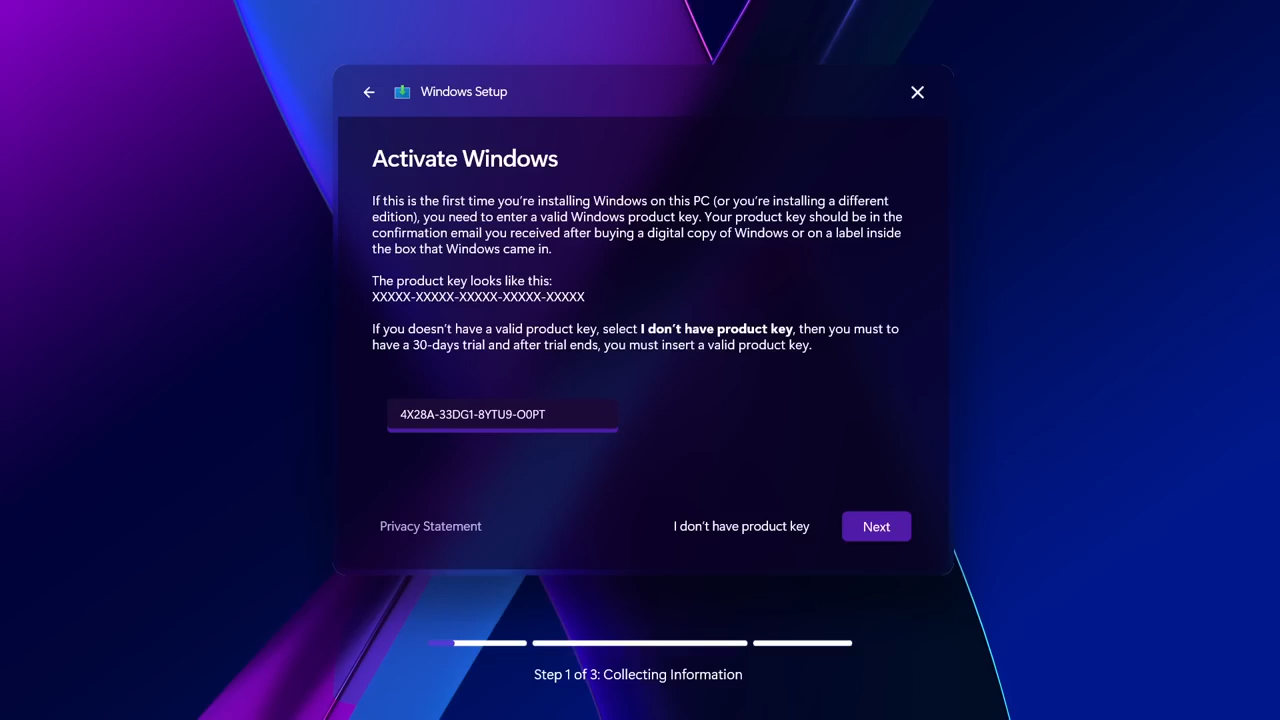 Windows Setup
Activate Windows
If this is the first time you're installing Windows on this PC (or you're installing a different
edition), you need to enter a valid Windows product key. Your product key should be in the
confirmation email you received after buying a digital copy of Windows or on a label inside
the box that Windows came in.
The product key looks like this:
XXXXX-XXXXX-XXXXX-XXXXX-XXXXX
If you doesn't have a valid product key, select I don't have product key, then you must to
have a 30-days trial and after trial ends, you must insert a valid product key.
4X28A-33DG1-8YTU9-O0PT
Privacy Statement
I don't have product key
Next
Step 1 of 3: Collecting Information